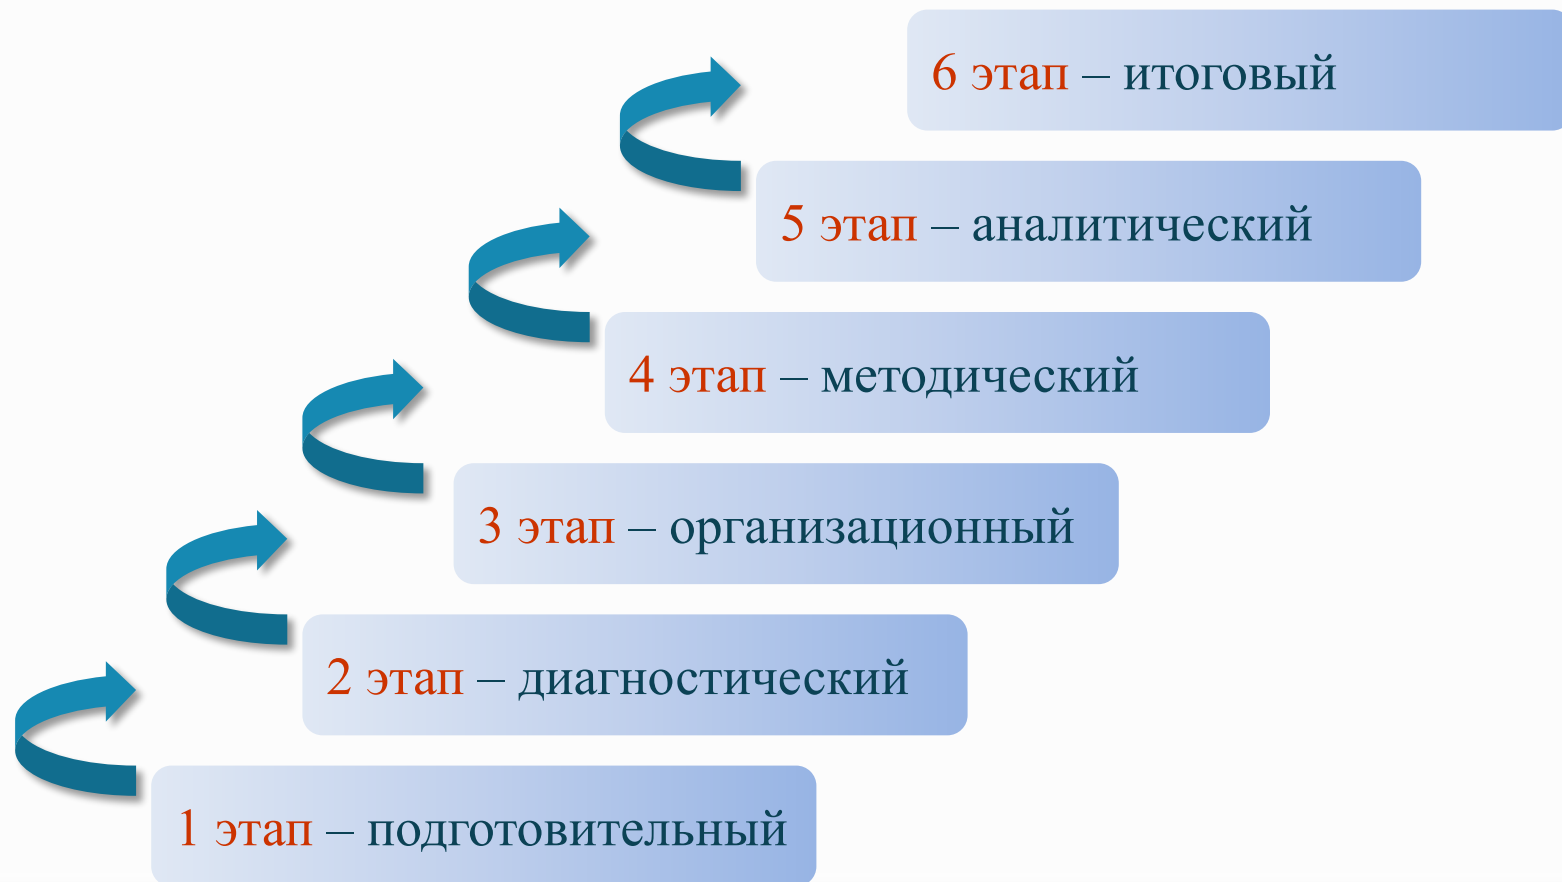 6 этап – итоговый
5 этап – аналитический
4 этап – методический
3 этап – организационный
2 этап – диагностический
1 этап – подготовительный